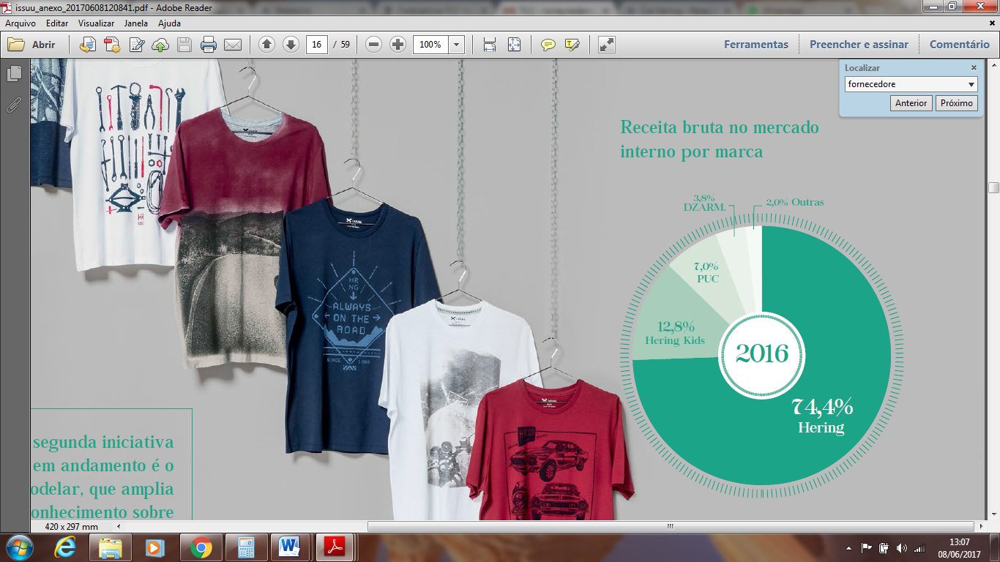 issuu_anexo_20170608120841.pdf - Adobe Reader
Arquivo Editar Visualizar Janela Ajuda
Abrir
16 / 59
100%
Ferramentas
Preencher e assinar
Comentário
Localizar
fornecedore
Anterior Próximo
Receita bruta no mercado
interno por marca
3,8%
DZARM.
2,0% Outras
7,0%
PUC
12,8%
Hering Kids
2016
74,4%
Hering
HR
NG
ALWAYS
ON THE
ROAD
SINCE 1880
segunda iniciativa
em andamento é o
odelar, que amplia
onhecimento sobre
420 x 297 mm
13:07
08/06/2017